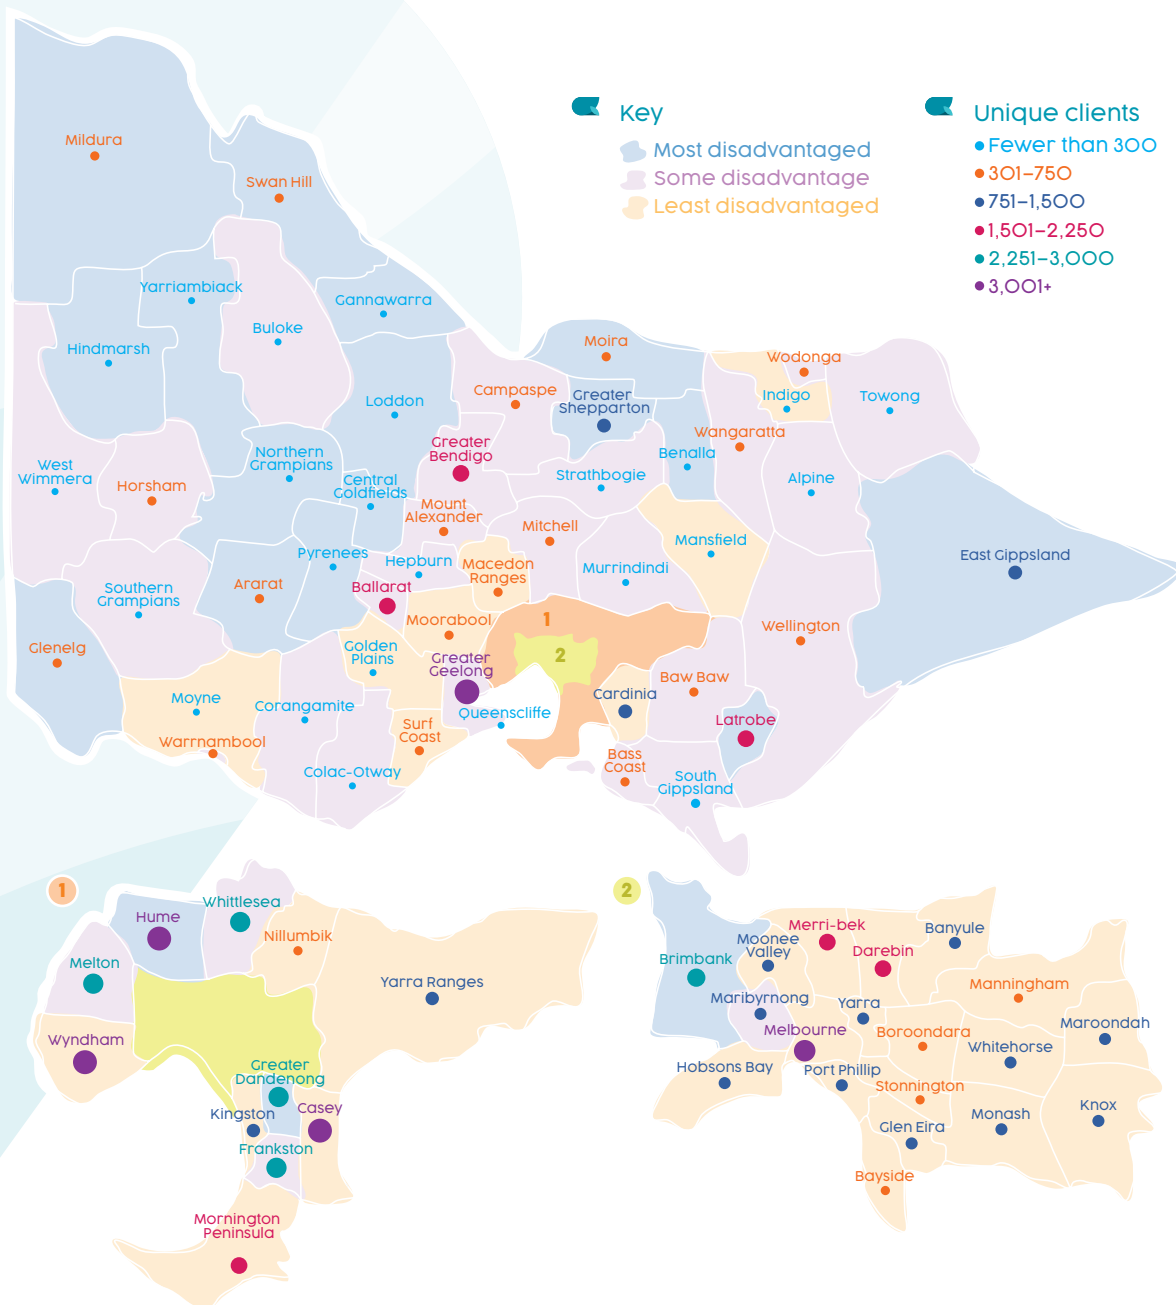 Key
Most disadvantaged
Some disadvantage
Least disadvantaged
Unique clients
Fewer than 300
301–750
751–1,500
1,501–2,250
2,251–3,000
3,001+
Mildura
Swan Hill
Yarriambiack
Gannawarra
Buloke
Hindmarsh
Moira
Wodonga
Campaspe
Greater
Shepparton
Indigo
Towong
Loddon
Wangaratta
Greater
Bendigo
Northern
Grampians
Benalla
West
Wimmera
Horsham
Central
Goldfields
Strathbogie
Alpine
Mount
Alexander
Mitchell
Mansfield
East Gippsland
Pyrenees
Hepburn
Macedon
Ranges
Murrindindi
Southern
Grampians
Ararat
Ballarat
Moorabool
1
Wellington
Glenelg
Golden
Plains
2
Greater
Geelong
Baw Baw
Moyne
Corangamite
Cardinia
Queenscliffe
Latrobe
Warrnambool
Surf
Coast
Bass
Coast
Colac-Otway
South
Gippsland
1
Whittlesea
Hume
Nillumbik
Melton
Yarra Ranges
Wyndham
Greater
Dandenong
Kingston
Casey
Frankston
Mornington
Peninsula
2
Merri-bek
Banyule
Moonee
Valley
Darebin
Brimbank
Manningham
Maribyrnong
Yarra
Maroondah
Melbourne
Boroondara
Whitehorse
Hobsons Bay
Port Phillip
Stonnington
Knox
Monash
Glen Eira
Bayside